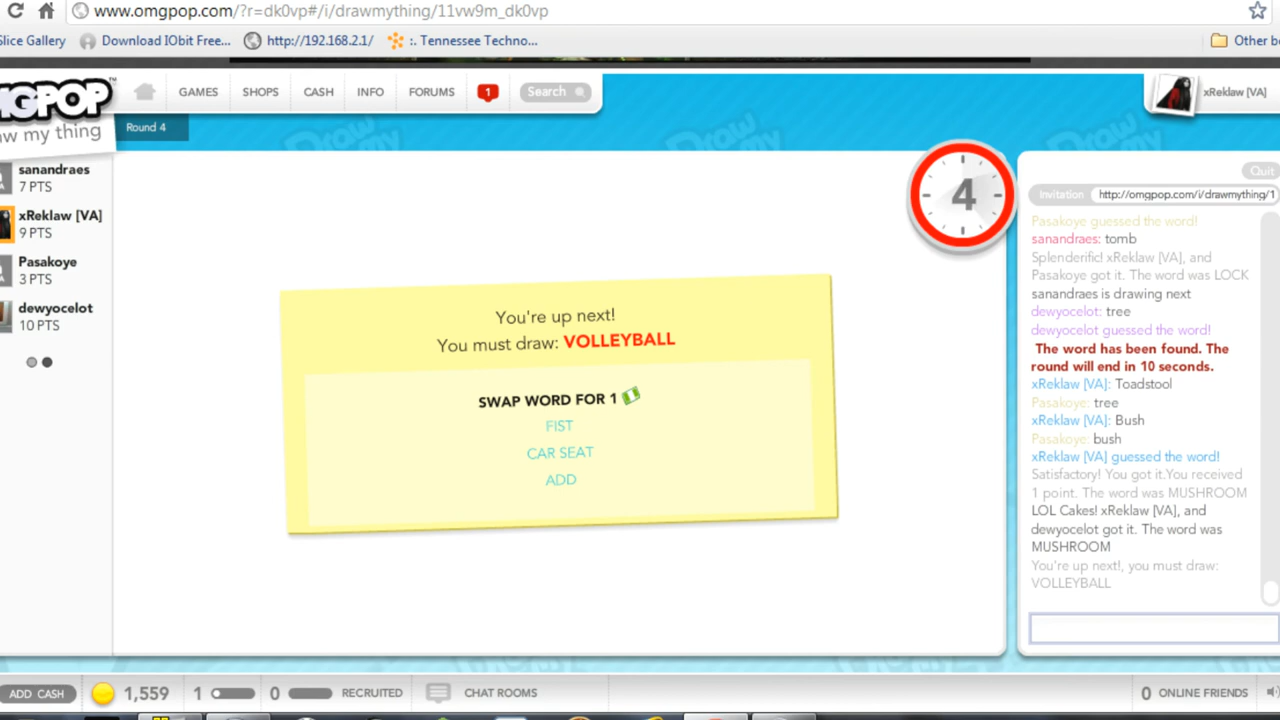 www.omgpop.com/?r=dk0vp#/i/drawmything/11vw9m_dk0vp
Slice Gallery
Download IObit Free...
http://192.168.2.1/
:. Tennessee Techno...
Other b
MGPOP™
aw my thing
GAMES
SHOPS
CASH
INFO
FORUMS
1
Search
xReklaw [VA]
Round 4
sanandraes
7 PTS
xReklaw [VA]
9 PTS
Pasakoye
3 PTS
dewyocelot
10 PTS
4
You're up next!
You must draw: VOLLEYBALL
SWAP WORD FOR 1
FIST
CAR SEAT
ADD
Quit
Invitation http://omgpop.com/i/drawmything/1
Pasakoye guessed the word!
sanandraes: tomb
Splenderific! xReklaw [VA], and
Pasakoye got it. The word was LOCK
sanandraes is drawing next
dewyocelot: tree
dewyocelot guessed the word!
The word has been found. The
round will end in 10 seconds.
xReklaw [VA]: Toadstool
Pasakoye: tree
xReklaw [VA]: Bush
Pasakoye: bush
xReklaw [VA] guessed the word!
Satisfactory! You got it.You received
1 point. The word was MUSHROOM
LOL Cakes! xReklaw [VA], and
dewyocelot got it. The word was
MUSHROOM
You're up next!, you must draw:
VOLLEYBALL
ADD CASH
1,559
1
0
RECRUITED
CHAT ROOMS
0 ONLINE FRIENDS